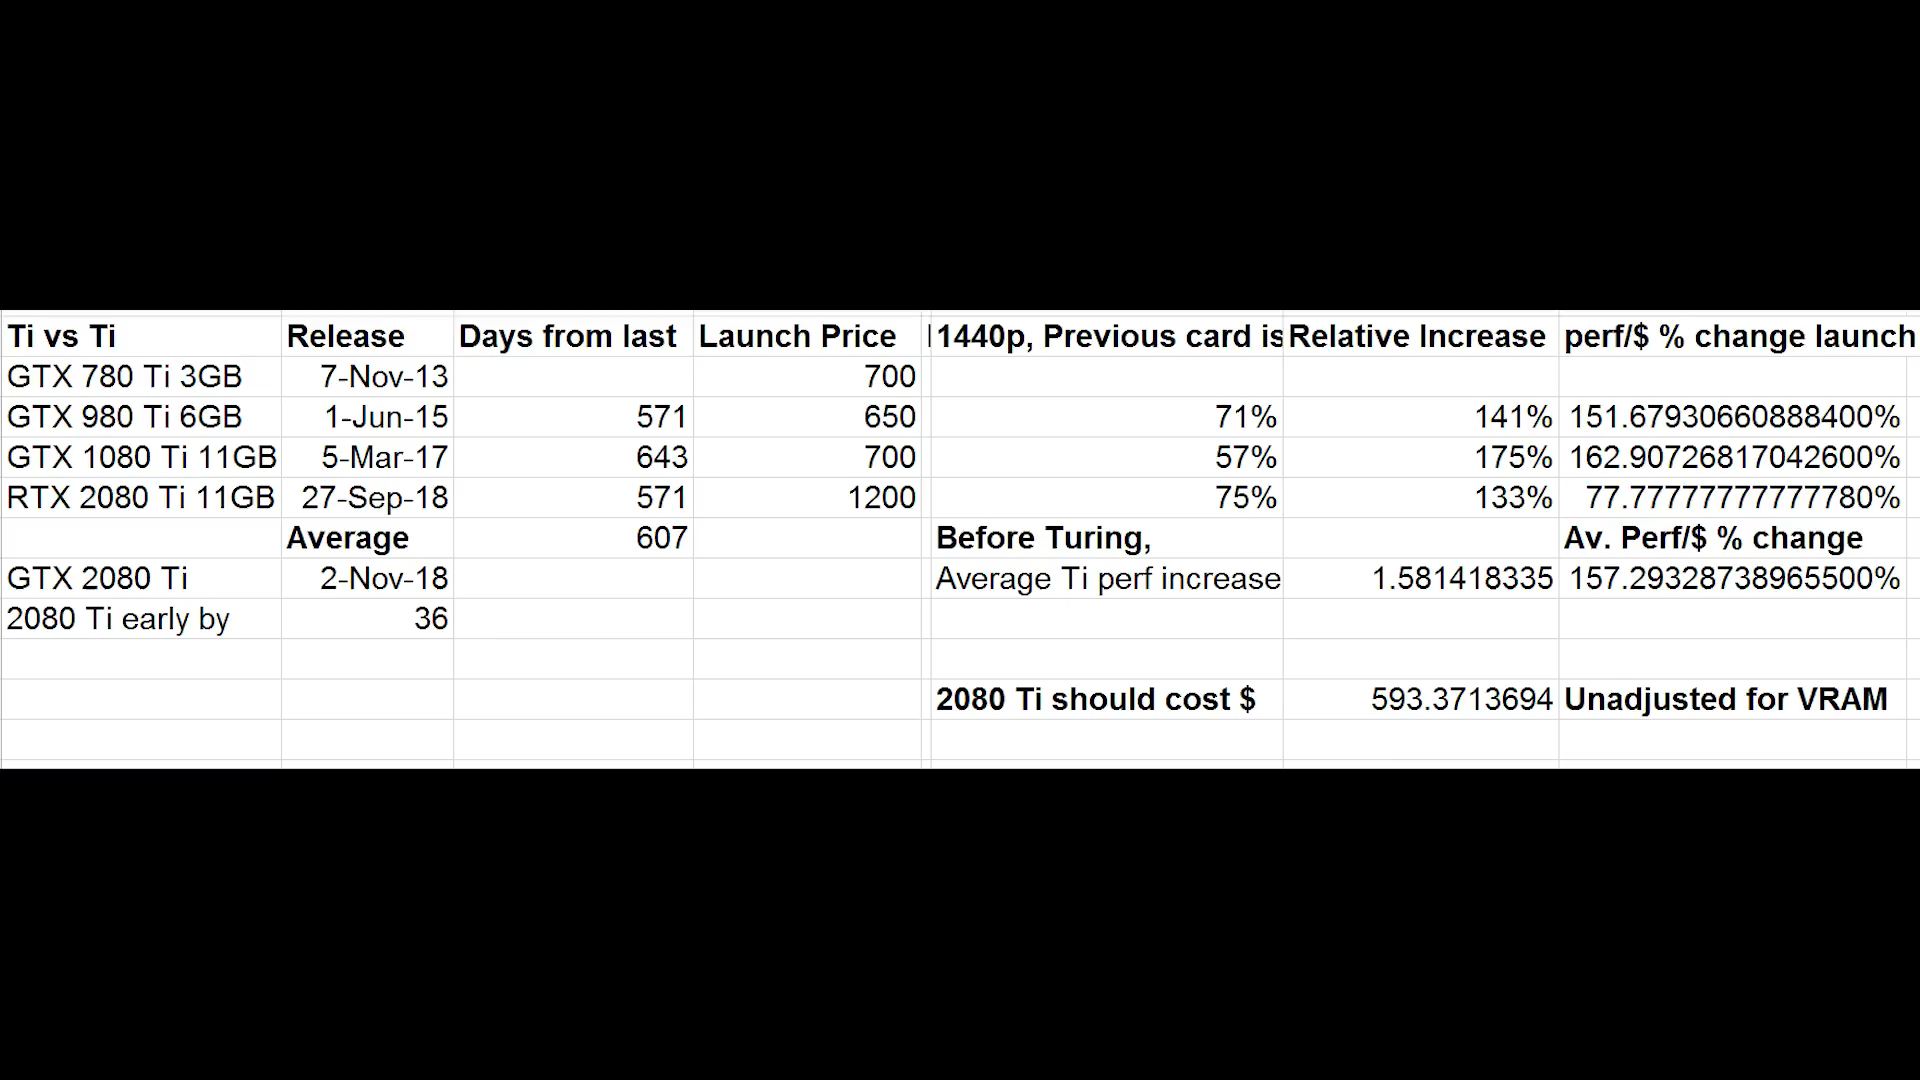 Ti vs Ti Release Days from last Launch Price 1440p, Previous card is Relative Increase perf/$ % change launch
GTX 780 Ti 3GB 7-Nov-13 700
GTX 980 Ti 6GB 1-Jun-15 571 650 71% 141% 151.67930660888400%
GTX 1080 Ti 11GB 5-Mar-17 643 700 57% 175% 162.90726817042600%
RTX 2080 Ti 11GB 27-Sep-18 571 1200 75% 133% 77.77777777777780%
Average 607 Before Turing, Av. Perf/$ % change
GTX 2080 Ti 2-Nov-18 Average Ti perf increase 1.581418335 157.29328738965500%
2080 Ti early by 36
2080 Ti should cost $ 593.3713694 Unadjusted for VRAM